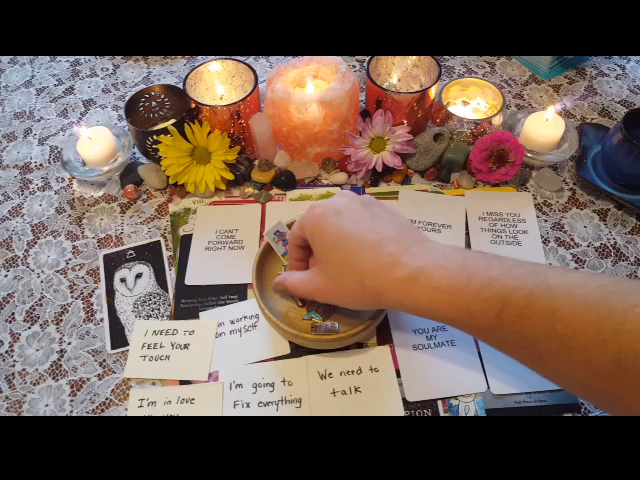 VIII
I CAN'T
COME
FORWARD
RIGHT NOW
FOREVER
YOURS
I MISS YOU
REGARDLESS
OF HOW
THINGS LOOK
ON THE
OUTSIDE
I NEED TO
FEEL YOUR
TOUCH
I'm working
on myself
YOU ARE
MY
SOULMATE
I'm in love
I'm going to
Fix everything
We need to
talk